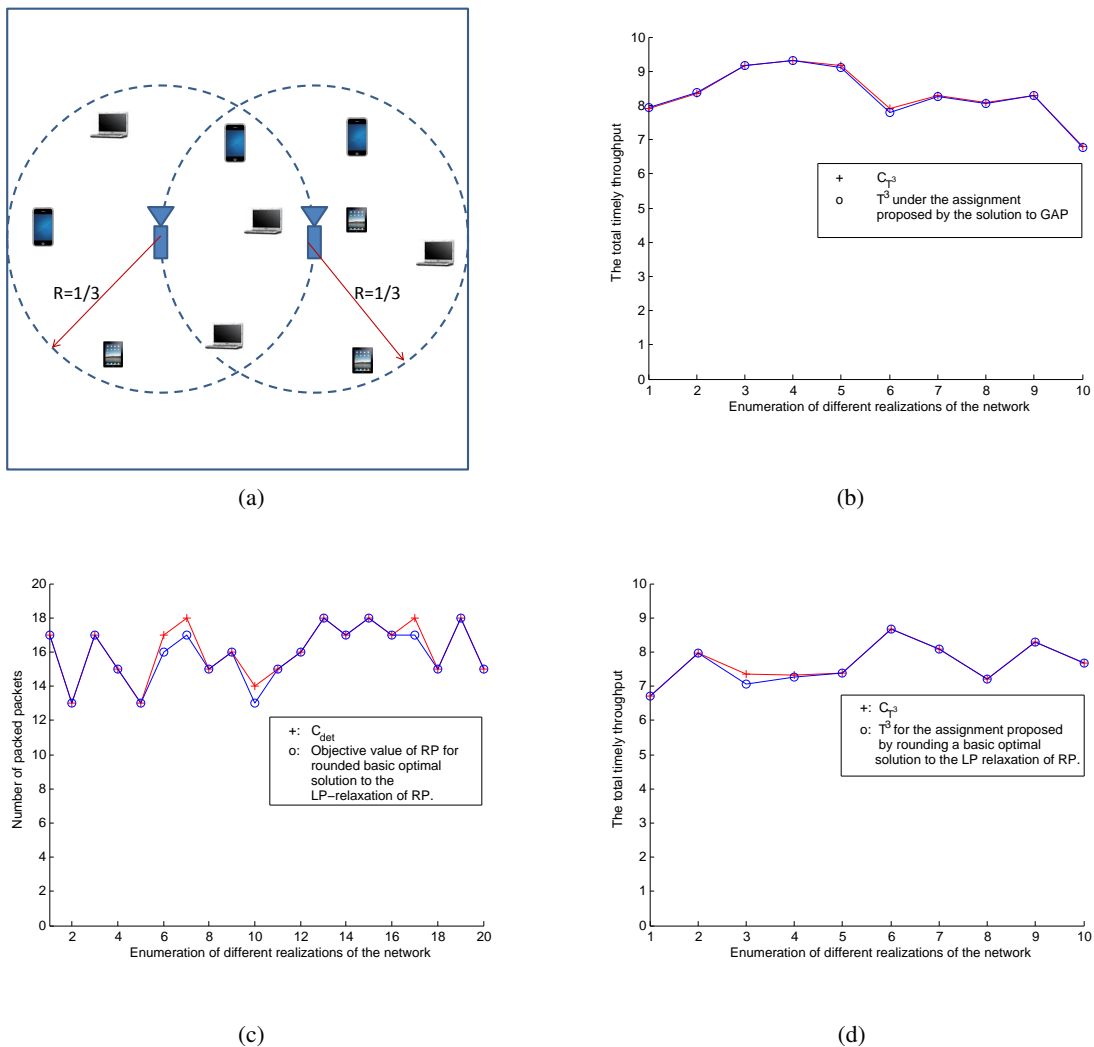 R=1/3
R=1/3
(a)
10
9
8
7
6
5
4
3
2
1
0
The total timely throughput
+ C_T³
o T³ under the assignment
proposed by the solution to GAP
1 2 3 4 5 6 7 8 9 10
Enumeration of different realizations of the network
(b)
20
18
16
14
12
10
8
6
4
2
0
Number of packed packets
+: C_det
o: Objective value of RP for
rounded basic optimal
solution to the
LP−relaxation of RP.
2 4 6 8 10 12 14 16 18 20
Enumeration of different realizations of the network
(c)
10
9
8
7
6
5
4
3
2
1
0
The total timely throughput
+: C_T³
o: T³ for the assignment proposed
by rounding a basic optimal
solution to the LP relaxation of RP.
1 2 3 4 5 6 7 8 9 10
Enumeration of different realizations of the network
(d)